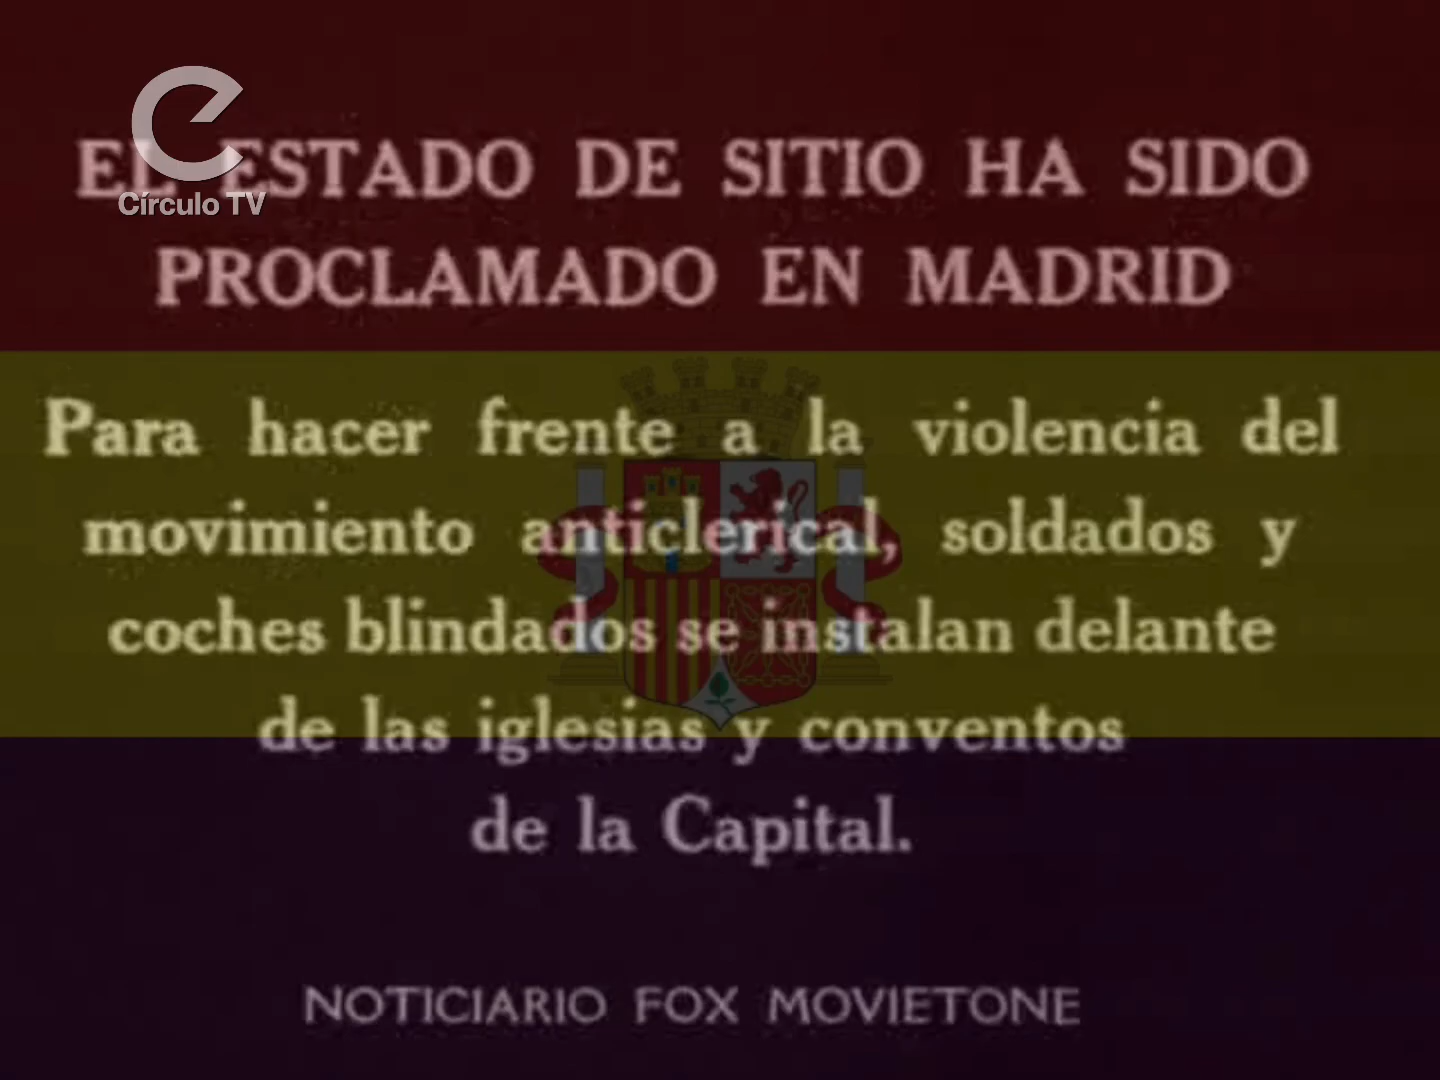 EL ESTADO DE SITIO HA SIDO
Círculo TV
PROCLAMADO EN MADRID
Para hacer frente a la violencia del
movimiento anticlerical, soldados y
coches blindados se instalan delante
de las iglesias y conventos
de la Capital.
NOTICIARIO FOX MOVIETONE